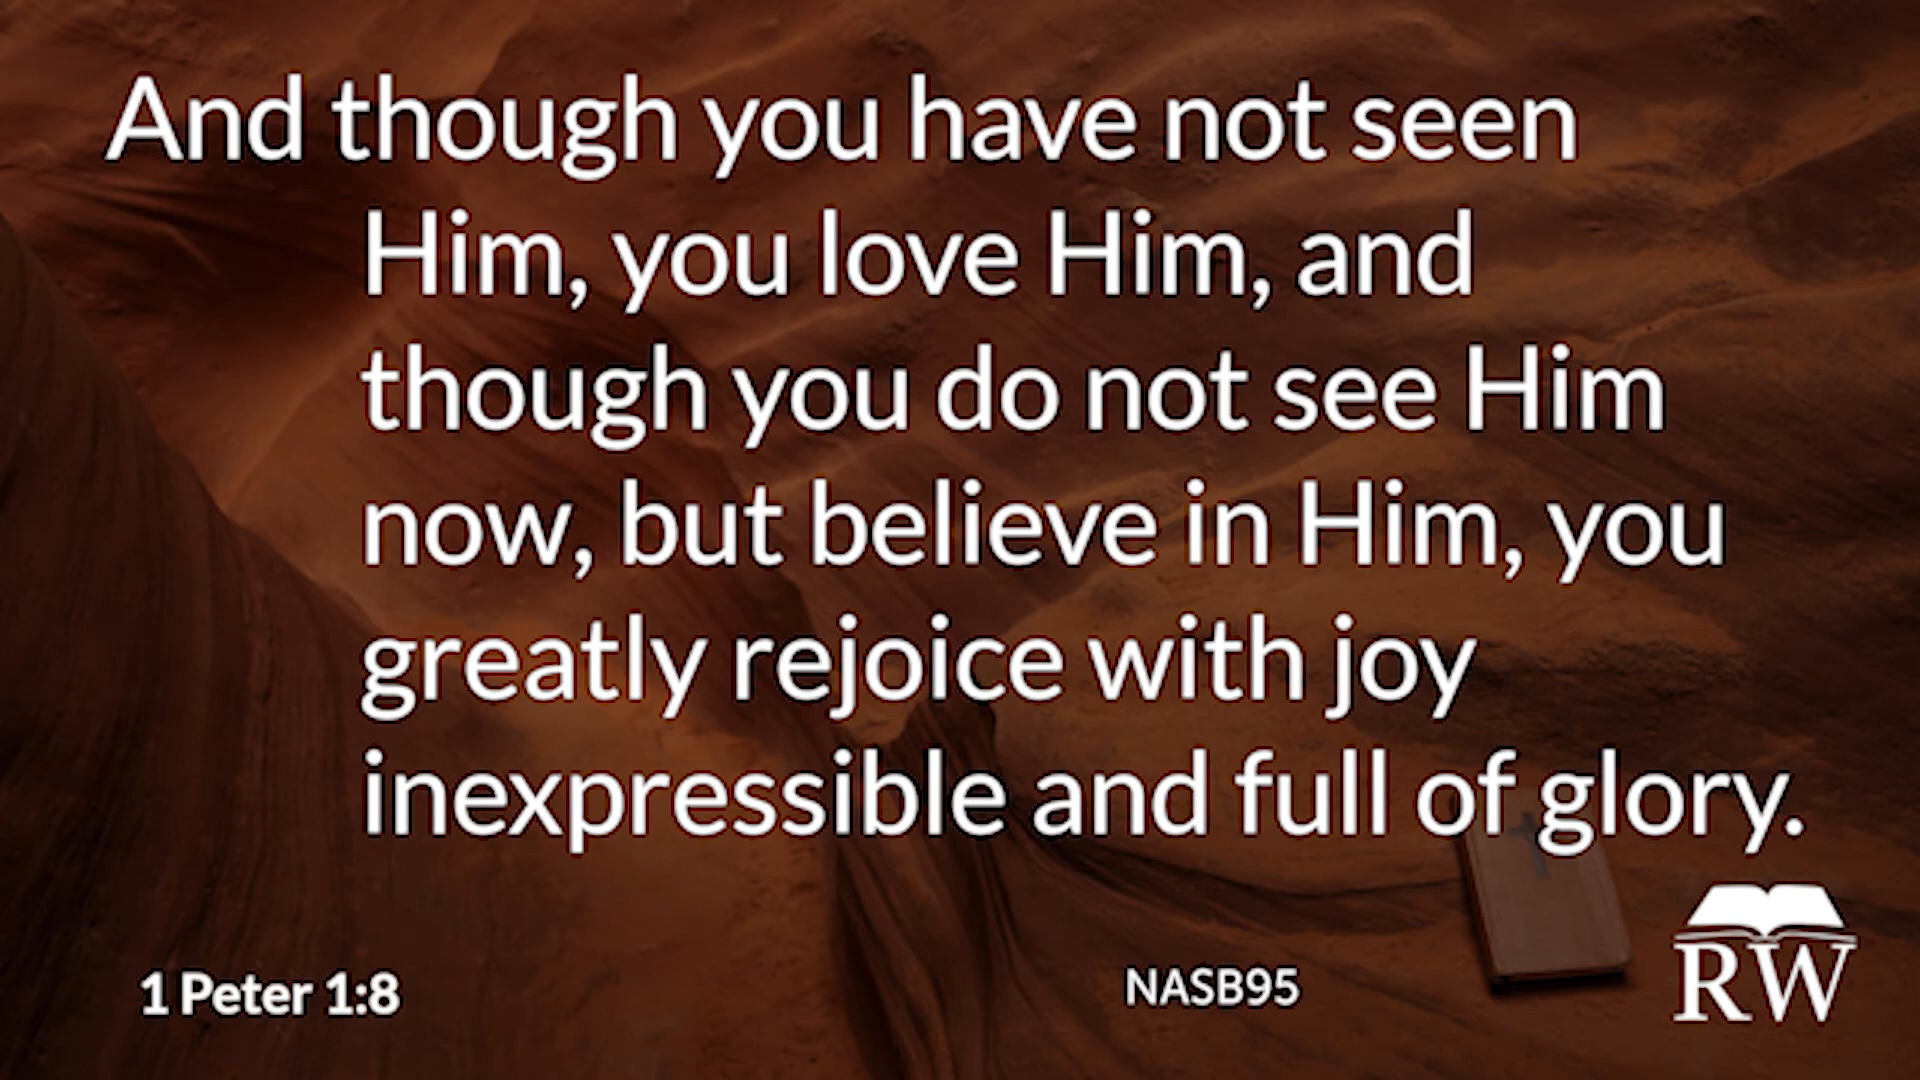 And though you have not seen
Him, you love Him, and
though you do not see Him
now, but believe in Him, you
greatly rejoice with joy
inexpressible and full of glory.
1 Peter 1:8
NASB95
RW